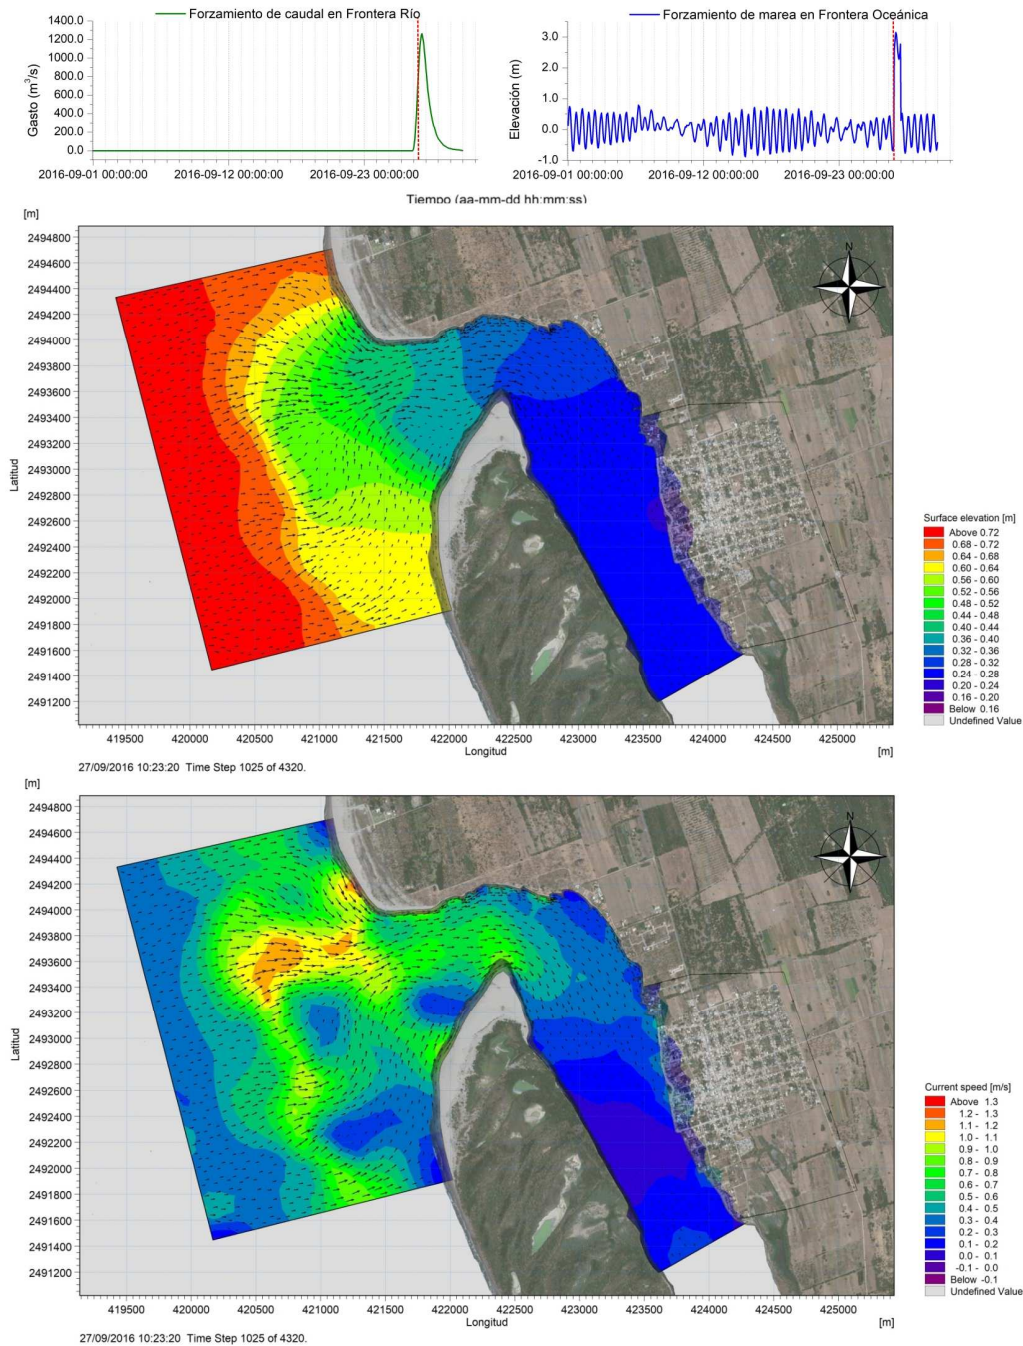 Forzamiento de caudal en Frontera Río
Forzamiento de marea en Frontera Oceánica
1400.0
1200.0
1000.0
800.0
600.0
400.0
200.0
0.0
Gasto (m³/s)
2016-09-01 00:00:00
2016-09-12 00:00:00
2016-09-23 00:00:00
3.0
2.0
1.0
0.0
-1.0
Elevación (m)
2016-09-01 00:00:00
2016-09-12 00:00:00
2016-09-23 00:00:00
Tiempo (aa-mm-dd hh:mm:ss)
[m]
2494800
2494600
2494400
2494200
2494000
2493800
2493600
2493400
2493200
2493000
2492800
2492600
2492400
2492200
2492000
2491800
2491600
2491400
2491200
Latitud
N
419500
420000
420500
421000
421500
422000
422500
423000
423500
424000
424500
425000
Longitud
[m]
27/09/2016 10:23:20 Time Step 1025 of 4320.
Surface elevation [m]
Above 0.72
0.68 - 0.72
0.64 - 0.68
0.60 - 0.64
0.56 - 0.60
0.52 - 0.56
0.48 - 0.52
0.44 - 0.48
0.40 - 0.44
0.36 - 0.40
0.32 - 0.36
0.28 - 0.32
0.24 - 0.28
0.20 - 0.24
0.16 - 0.20
Below 0.16
Undefined Value
[m]
2494800
2494600
2494400
2494200
2494000
2493800
2493600
2493400
2493200
2493000
2492800
2492600
2492400
2492200
2492000
2491800
2491600
2491400
2491200
Latitud
N
419500
420000
420500
421000
421500
422000
422500
423000
423500
424000
424500
425000
Longitud
[m]
27/09/2016 10:23:20 Time Step 1025 of 4320.
Current speed [m/s]
Above 1.3
1.2 - 1.3
1.1 - 1.2
1.0 - 1.1
0.9 - 1.0
0.8 - 0.9
0.7 - 0.8
0.6 - 0.7
0.5 - 0.6
0.4 - 0.5
0.3 - 0.4
0.2 - 0.3
0.1 - 0.2
0.0 - 0.1
-0.1 - 0.0
Below -0.1
Undefined Value